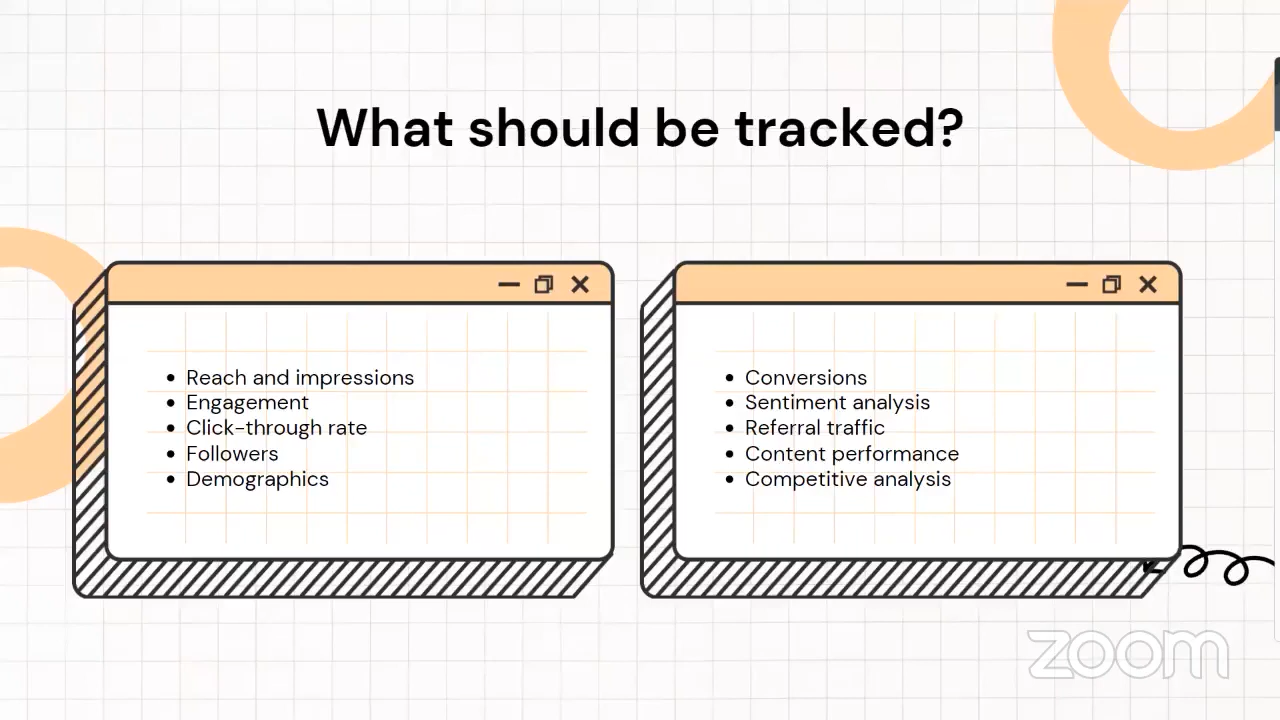 What should be tracked?
Reach and impressions
Engagement
Click-through rate
Followers
Demographics
Conversions
Sentiment analysis
Referral traffic
Content performance
Competitive analysis
zoom